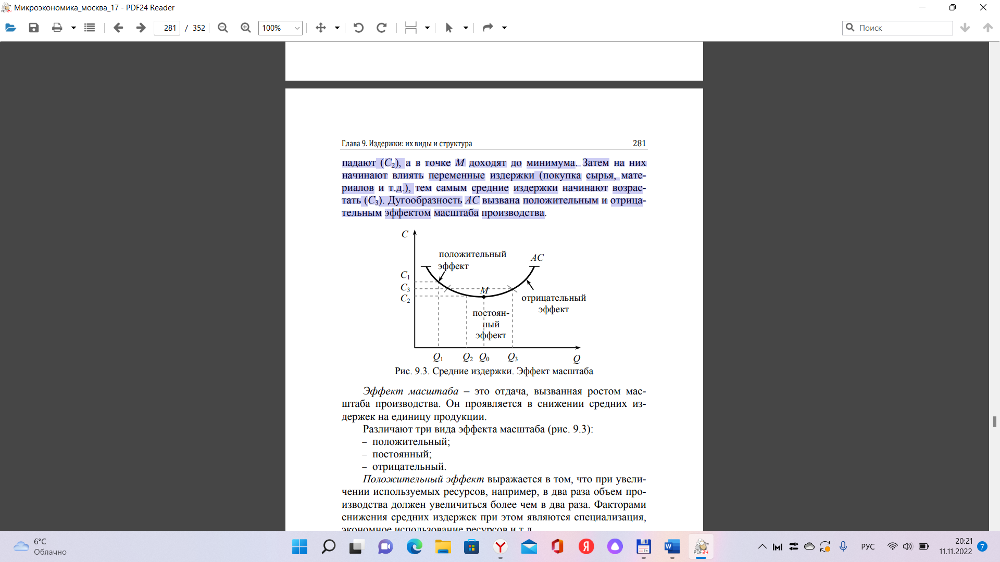 Микроэкономика_москва_17 - PDF24 Reader
281 / 352
100%
Поиск
Глава 9. Издержки: их виды и структура 281
падают (C2), а в точке M доходят до минимума. Затем на них
начинают влиять переменные издержки (покупка сырья, мате-
риалов и т.д.), тем самым средние издержки начинают возрас-
тать (C3). Дугообразность AC вызвана положительным и отрица-
тельным эффектом масштаба производства.
C
положительный
эффект
AC
C1
C3
C2
M
отрицательный
эффект
постоян-
ный
эффект
Q1 Q2 Q0 Q3 Q
Рис. 9.3. Средние издержки. Эффект масштаба
Эффект масштаба – это отдача, вызванная ростом мас-
штаба производства. Он проявляется в снижении средних из-
держек на единицу продукции.
Различают три вида эффекта масштаба (рис. 9.3):
– положительный;
– постоянный;
– отрицательный.
Положительный эффект выражается в том, что при увели-
чении используемых ресурсов, например, в два раза объем про-
изводства должен увеличиться более чем в два раза. Факторами
снижения средних издержек при этом являются специализация,
экономное использование ресурсов и т.д.
6°C
Облачно
РУС
20:21
11.11.2022
7